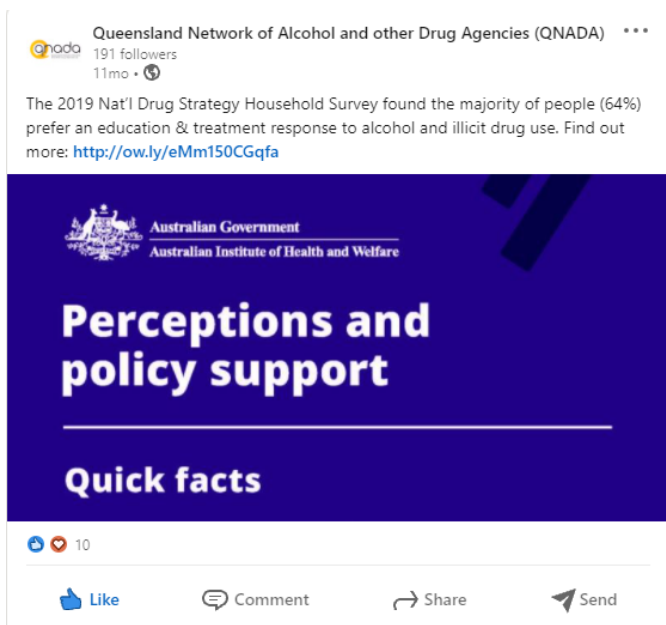 Queensland Network of Alcohol and other Drug Agencies (QNADA)
qnada
191 followers
11mo •
The 2019 Nat'l Drug Strategy Household Survey found the majority of people (64%)
prefer an education & treatment response to alcohol and illicit drug use. Find out
more: http://ow.ly/eMm150CGqfa
Australian Government
Australian Institute of Health and Welfare
Perceptions and
policy support
Quick facts
10
Like
Comment
Share
Send